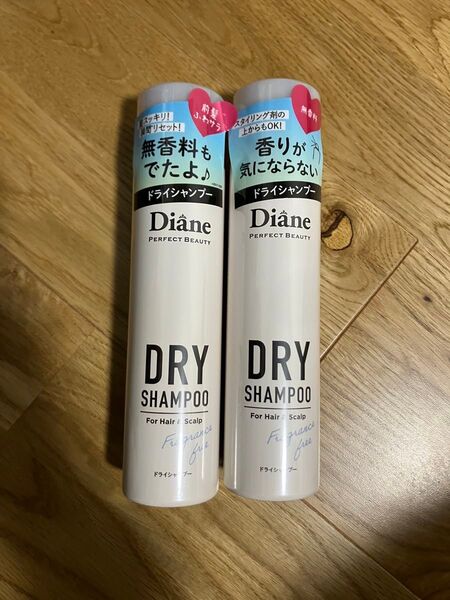 スッキリ!
リセット!
前髪
ふわサラ
無香料も
でたよ♪
ドライシャンプー
Diane
PERFECT BEAUTY
DRY
SHAMPOO
For Hair & Scalp
Fragrance
free
ドライシャンプー
スタイリング剤の
上からもOK!
無香料
香りが
気にならない
ドライシャンプー
Diane
PERFECT BEAUTY
DRY
SHAMPOO
For Hair & Scalp
Fragrance
free
ドライシャンプー